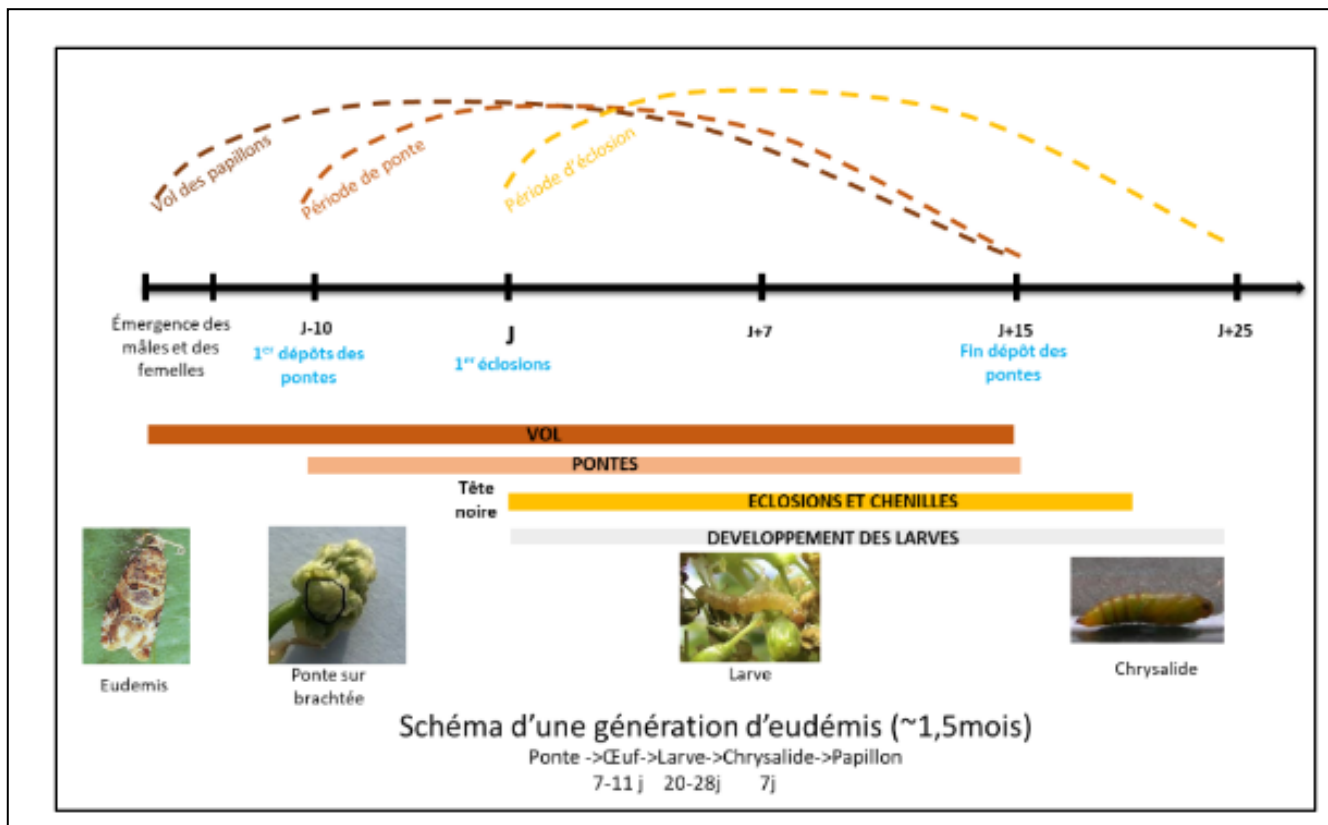 Vol des papillons
Période de ponte
Période d'éclosion
Émergence des
mâles et des
femelles
J-10
1er dépôts des
pontes
J
1er éclosions
J+7
J+15
Fin dépôt des
pontes
J+25
VOL
PONTES
Tête
noire
ECLOSIONS ET CHENILLES
DEVELOPPEMENT DES LARVES
Eudemis
Ponte sur
brachtée
Larve
Chrysalide
Schéma d'une génération d'eudémis (~1,5mois)
Ponte ->Œuf->Larve->Chrysalide->Papillon
7-11 j 20-28j 7j